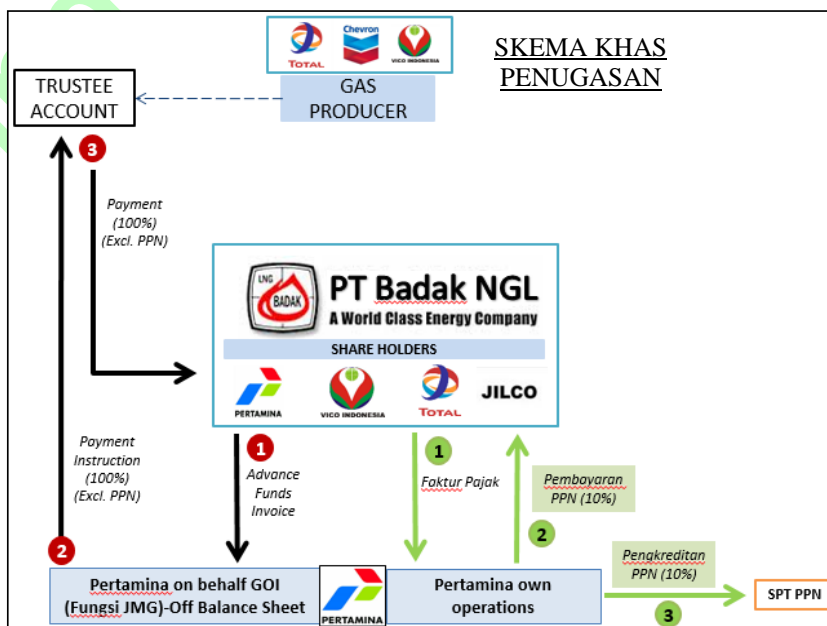 TOTAL
Chevron
VICO INDONESIA
SKEMA KHAS
PENUGASAN
TRUSTEE
ACCOUNT
GAS
PRODUCER
3
Payment
(100%)
(Excl. PPN)
LNG
BADAK
PT Badak NGL
A World Class Energy Company
SHARE HOLDERS
PERTAMINA
VICO INDONESIA
TOTAL
JILCO
Payment
Instruction
(100%)
(Excl. PPN)
1
Advance
Funds
Invoice
1
Faktur Pajak
Pembayaran
PPN (10%)
2
2
Pertamina on behalf GOI
(Fungsi JMG)-Off Balance Sheet
PERTAMINA
Pertamina own
operations
Pengkreditan
PPN (10%)
3
SPT PPN